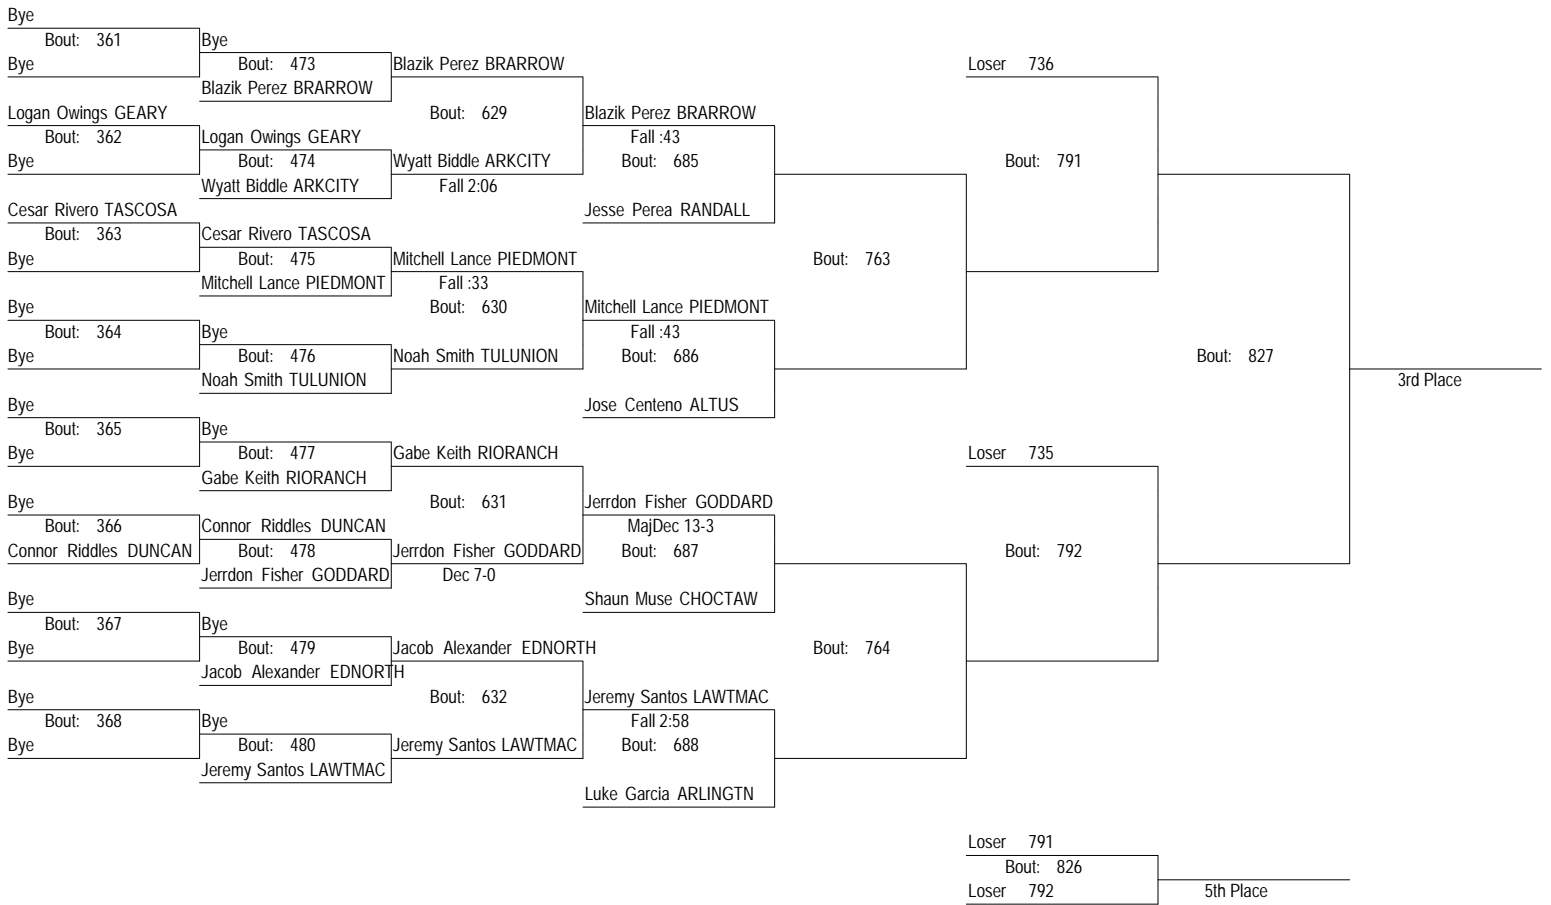 Bye
Bout: 361
Bye
Bye
Bout: 473
Blazik Perez BRARROW
Blazik Perez BRARROW
Loser 736
Logan Owings GEARY
Bout: 362
Bye
Logan Owings GEARY
Bout: 474
Wyatt Biddle ARKCITY
Bout: 629
Wyatt Biddle ARKCITY
Fall 2:06
Blazik Perez BRARROW
Fall :43
Bout: 685
Jesse Perea RANDALL
Bout: 791
Cesar Rivero TASCOSA
Bout: 363
Bye
Cesar Rivero TASCOSA
Bout: 475
Mitchell Lance PIEDMONT
Mitchell Lance PIEDMONT
Fall :33
Bout: 630
Bout: 763
Bye
Bout: 364
Bye
Bye
Bout: 476
Noah Smith TULUNION
Noah Smith TULUNION
Mitchell Lance PIEDMONT
Fall :43
Bout: 686
Jose Centeno ALTUS
Bout: 827
3rd Place
Bye
Bout: 365
Bye
Bye
Bout: 477
Gabe Keith RIORANCH
Gabe Keith RIORANCH
Loser 735
Bye
Bout: 366
Connor Riddles DUNCAN
Connor Riddles DUNCAN
Bout: 478
Jerrdon Fisher GODDARD
Bout: 631
Jerrdon Fisher GODDARD
Dec 7-0
Jerrdon Fisher GODDARD
MajDec 13-3
Bout: 687
Shaun Muse CHOCTAW
Bout: 792
Bye
Bout: 367
Bye
Bye
Bout: 479
Jacob Alexander EDNORTH
Jacob Alexander EDNORTH
Bout: 764
Bye
Bout: 368
Bye
Bye
Bout: 480
Jeremy Santos LAWTMAC
Bout: 632
Jeremy Santos LAWTMAC
Jeremy Santos LAWTMAC
Fall 2:58
Bout: 688
Luke Garcia ARLINGTN
Loser 791
Bout: 826
Loser 792
5th Place